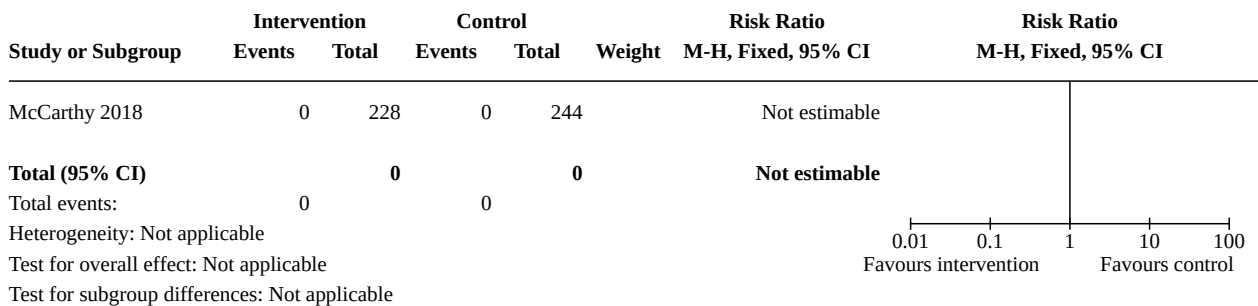 Intervention Control Risk Ratio Risk Ratio
Study or Subgroup Events Total Events Total Weight M-H, Fixed, 95% CI M-H, Fixed, 95% CI
McCarthy 2018 0 228 0 244 Not estimable
Total (95% CI) 0 0 Not estimable
Total events: 0 0
Heterogeneity: Not applicable
0.01 0.1 1 10 100
Test for overall effect: Not applicable Favours intervention Favours control
Test for subgroup differences: Not applicable